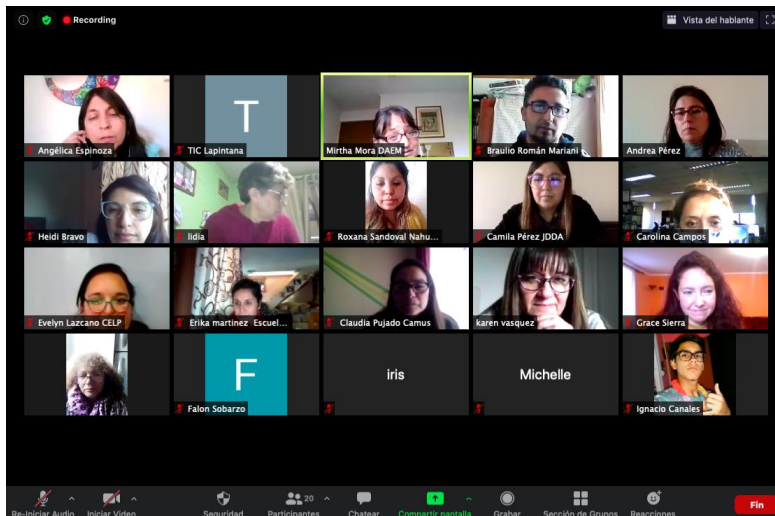 Recording
Vista del hablante
Angélica Espinoza
T
TIC Lapintana
Mirtha Mora DAEM
Braulio Román Mariani
Andrea Pérez
Heidi Bravo
lidia
Roxana Sandoval Nahu...
Camila Pérez JDDA
Carolina Campos
Evelyn Lazcano CELP
Erika martinez Escuel...
Claudia Pujado Camus
karen vasquez
Grace Sierra
F
Falon Sobarzo
iris
Michelle
Ignacio Canales
20
Re-Iniciar Audio
Iniciar Video
Seguridad
Participantes
Chatear
Compartir pantalla
Grabar
Sección de Grupos
Reacciones
Fin